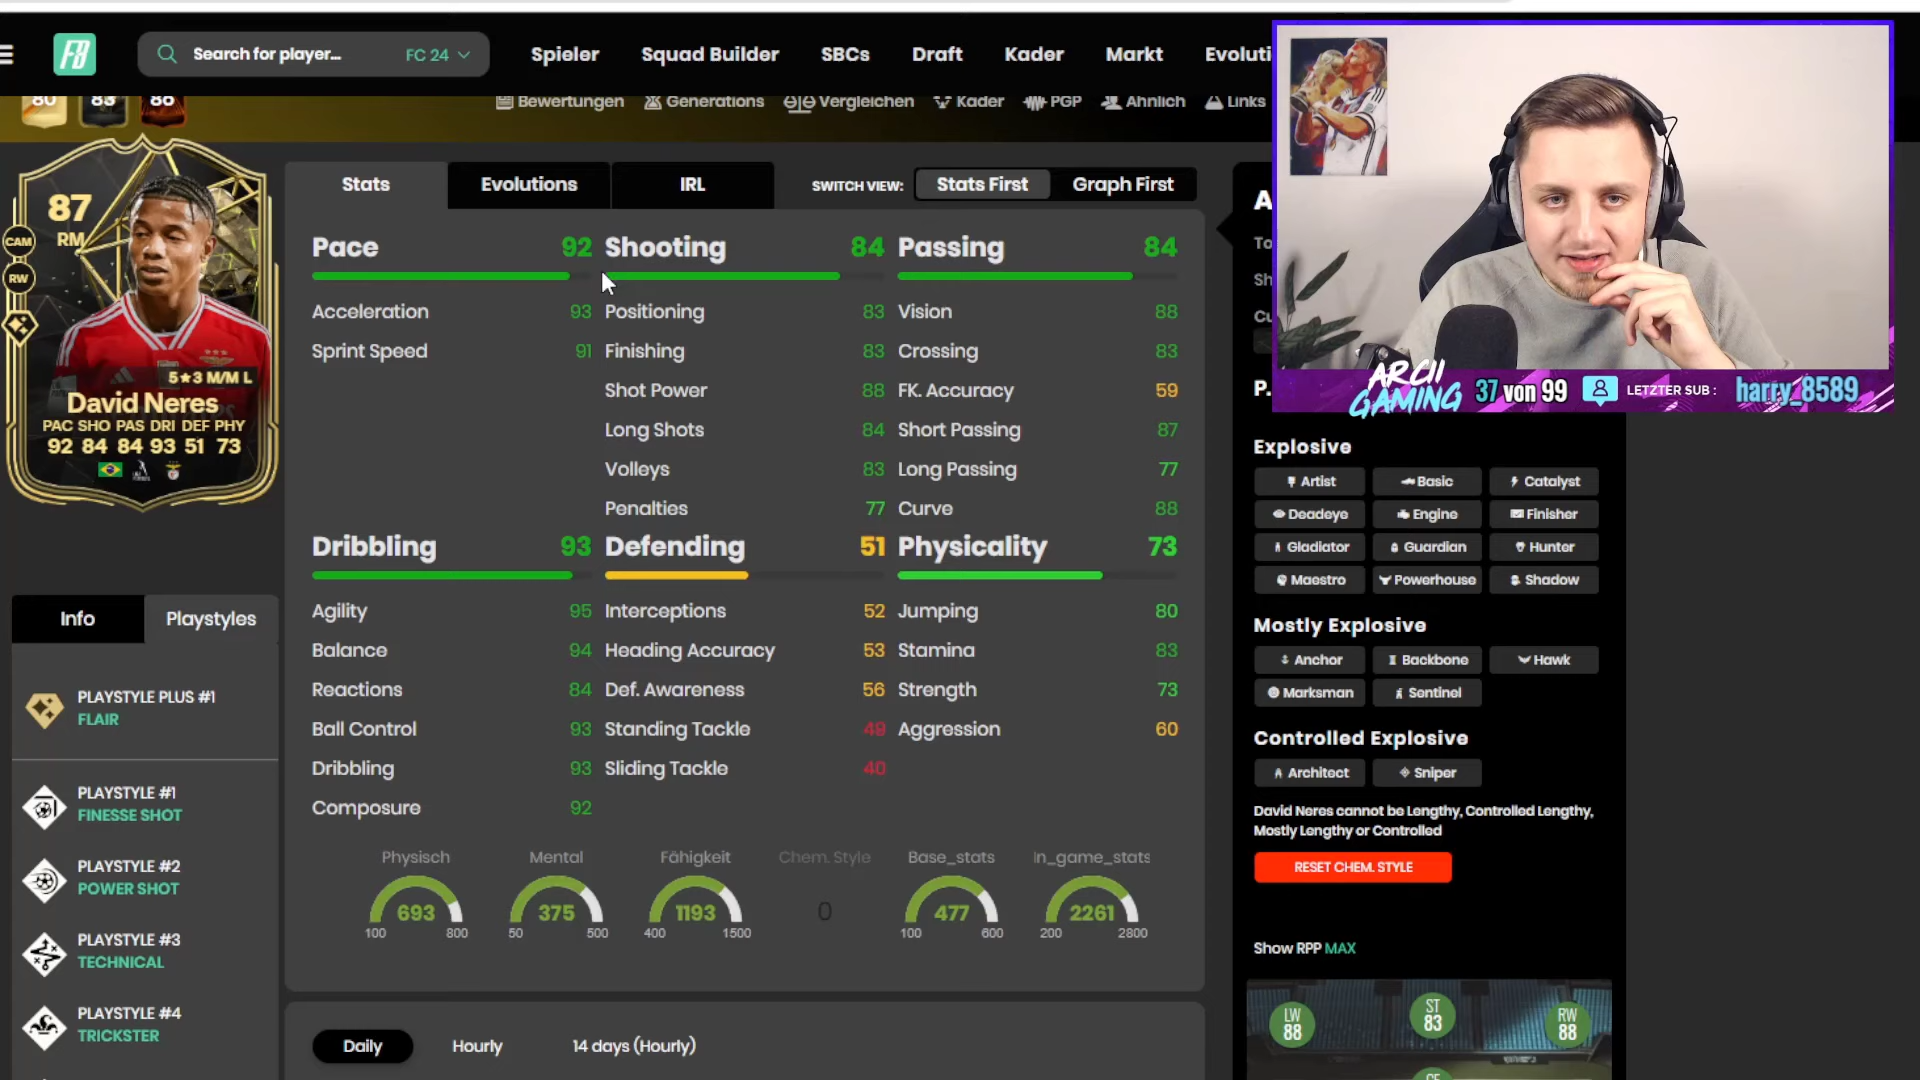 Search for player...
FC 24
Spieler
Squad Builder
SBCs
Draft
Kader
Markt
Evoluti
80
83
86
Bewertungen
Generations
Vergleichen
Kader
PGP
Ähnlich
Links
87
RM
CAM
RW
5★3 M/M L
David Neres
PAC SHO PAS DRI DEF PHY
92 84 84 93 51 73
Stats
Evolutions
IRL
SWITCH VIEW:
Stats First
Graph First
Pace 92
Acceleration 93
Sprint Speed 91
Shooting 84
Positioning 83
Finishing 83
Shot Power 88
Long Shots 84
Volleys 83
Penalties 77
Passing 84
Vision 88
Crossing 83
FK. Accuracy 59
Short Passing 87
Long Passing 77
Curve 88
Dribbling 93
Agility 95
Balance 94
Reactions 84
Ball Control 93
Dribbling 93
Composure 92
Defending 51
Interceptions 52
Heading Accuracy 53
Def. Awareness 56
Standing Tackle 49
Sliding Tackle 40
Physicality 73
Jumping 80
Stamina 83
Strength 73
Aggression 60
Physisch
693
100 800
Mental
375
50 500
Fähigkeit
1193
400 1500
Chem. Style
0
Base_stats
477
100 600
In_game_stats
2261
200 2800
Daily
Hourly
14 days (Hourly)
Info
Playstyles
PLAYSTYLE PLUS #1
FLAIR
PLAYSTYLE #1
FINESSE SHOT
PLAYSTYLE #2
POWER SHOT
PLAYSTYLE #3
TECHNICAL
PLAYSTYLE #4
TRICKSTER
A
To
Sh
Cu
P.
ARCII
GAMING
37 von 99
LETZTER SUB :
harry_8589
Explosive
Artist
Basic
Catalyst
Deadeye
Engine
Finisher
Gladiator
Guardian
Hunter
Maestro
Powerhouse
Shadow
Mostly Explosive
Anchor
Backbone
Hawk
Marksman
Sentinel
Controlled Explosive
Architect
Sniper
David Neres cannot be Lengthy, Controlled Lengthy,
Mostly Lengthy or Controlled
RESET CHEM. STYLE
Show RPP MAX
LW
88
ST
83
RW
88
CF